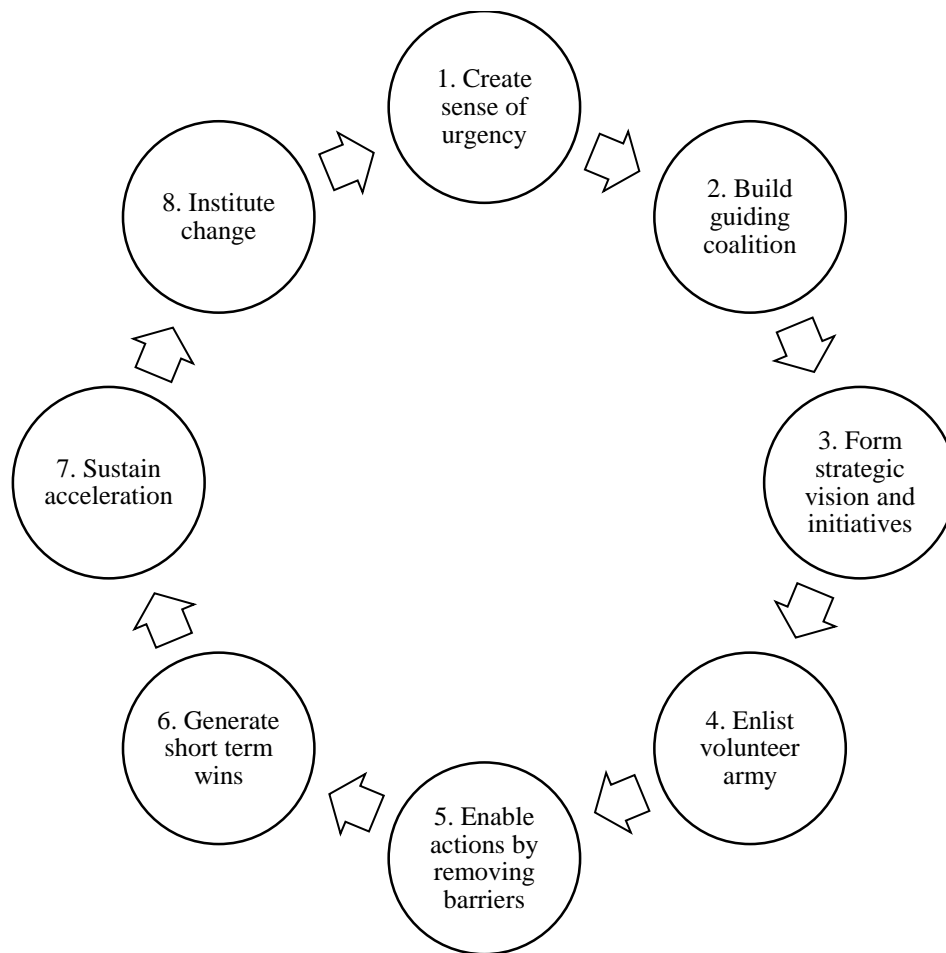 1. Create
sense of
urgency
2. Build
guiding
coalition
3. Form
strategic
vision and
initiatives
4. Enlist
volunteer
army
5. Enable
actions by
removing
barriers
6. Generate
short term
wins
7. Sustain
acceleration
8. Institute
change